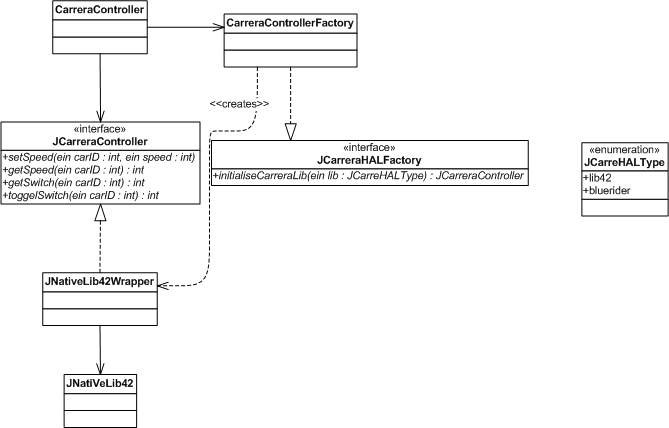 CarreraController
CarreraControllerFactory
<<creates>>
«interface»
JCarreraController
+setSpeed(ein carID : int, ein speed : int)
+getSpeed(ein carID : int) : int
+getSwitch(ein carID : int) : int
+toggelSwitch(ein carID : int) : int
«interface»
JCarreraHALFactory
+initialiseCarreraLib(ein lib : JCarreHALType) : JCarreraController
«enumeration»
JCarreHALType
+lib42
+bluerider
JNativeLib42Wrapper
JNatiVeLib42